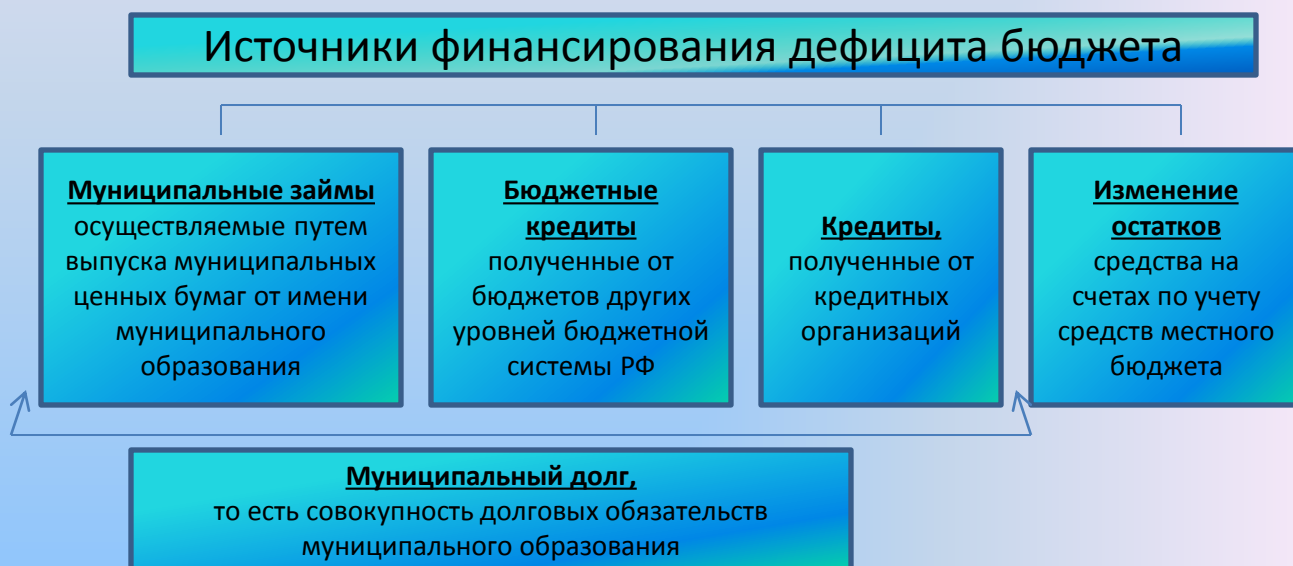 Источники финансирования дефицита бюджета
Муниципальные займы
осуществляемые путем
выпуска муниципальных
ценных бумаг от имени
муниципального
образования
Бюджетные
кредиты
полученные от
бюджетов других
уровней бюджетной
системы РФ
Кредиты,
полученные от
кредитных
организаций
Изменение
остатков
средства на
счетах по учету
средств местного
бюджета
Муниципальный долг,
то есть совокупность долговых обязательств
муниципального образования